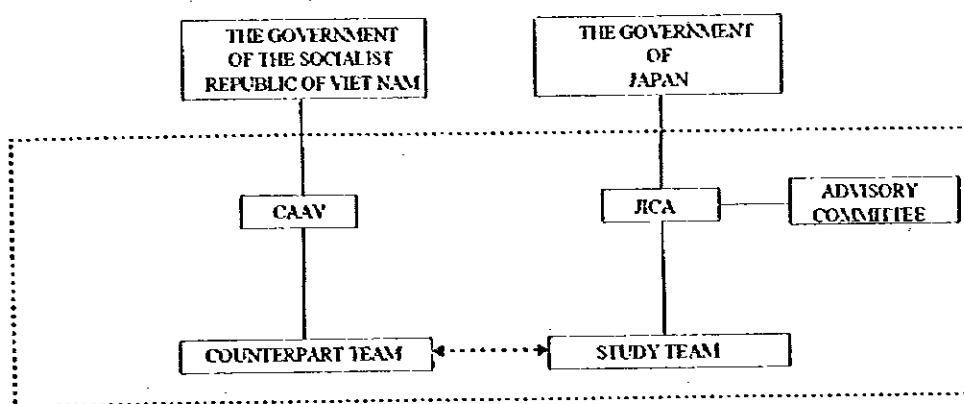 THE GOVERNMENT
OF THE SOCIALIST
REPUBLIC OF VIET NAM
THE GOVERNMENT
OF
JAPAN
CAAV
JICA
ADVISORY
COMMITTEE
COUNTERPART TEAM
STUDY TEAM